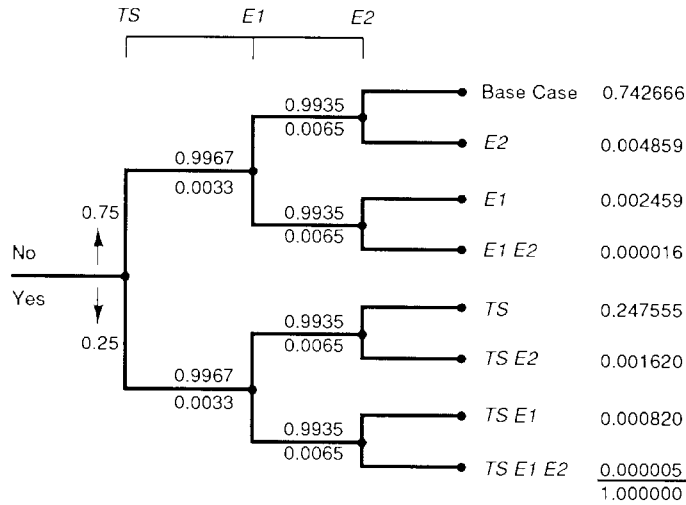 TS E1 E2
0.9935
0.0065
Base Case 0.742666
E2 0.004859
0.9967
0.0033
0.9935
0.0065
E1 0.002459
E1 E2 0.000016
0.75
No
Yes
0.25
0.9935
0.0065
TS 0.247555
TS E2 0.001620
0.9967
0.0033
0.9935
0.0065
TS E1 0.000820
TS E1 E2 0.000005
1.000000